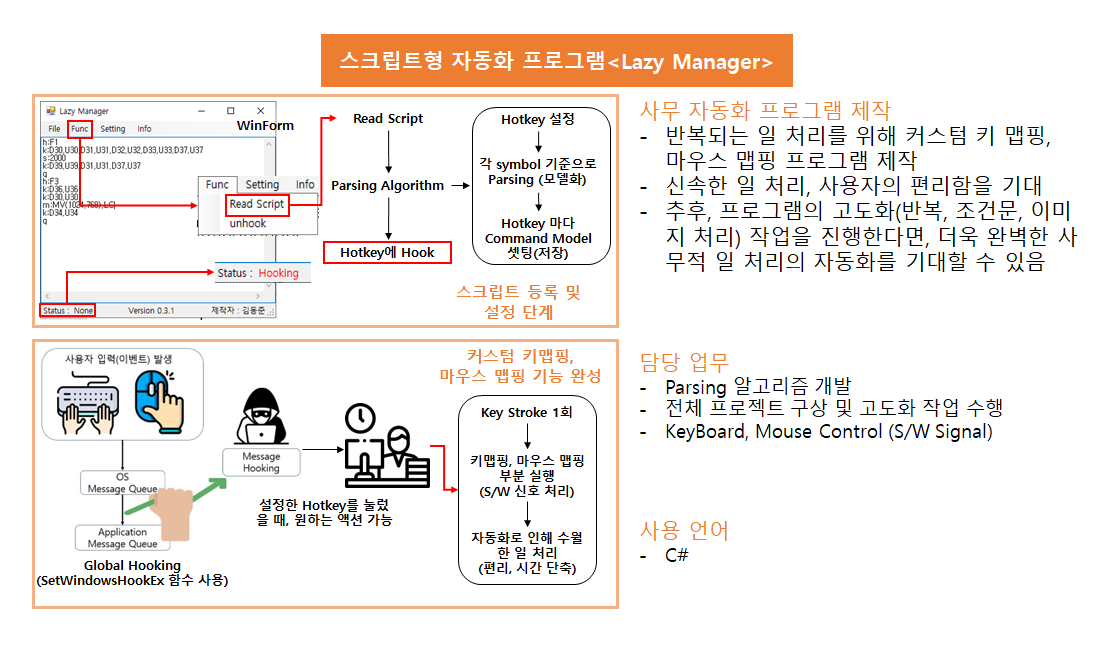 스크립트형 자동화 프로그램<Lazy Manager>
Lazy Manager
File Func Setting Info
WinForm
h:F1
k:D30,U30,D31,U31,D32,U32,D33,U33,D37,U37
s:2000
k:D39,U39,D31,U31,D37,U37
q
h:F3
k:D36,U36
k:D30,U30
m:MV(1024,768),LC
k:D34,U34
q
Func Setting Info
Read Script
unhook
Status : Hooking
Status : None
Version 0.3.1
제작자 : 김동준
Read Script
Parsing Algorithm
Hotkey에 Hook
Hotkey 설정
각 symbol 기준으로
Parsing (모델화)
Hotkey 마다
Command Model
셋팅(저장)
스크립트 등록 및
설정 단계
사무 자동화 프로그램 제작
- 반복되는 일 처리를 위해 커스텀 키 맵핑,
마우스 맵핑 프로그램 제작
- 신속한 일 처리, 사용자의 편리함을 기대
- 추후, 프로그램의 고도화(반복, 조건문, 이미
지 처리) 작업을 진행한다면, 더욱 완벽한 사
무적 일 처리의 자동화를 기대할 수 있음
사용자 입력(이벤트) 발생
OS
Message Queue
Application
Message Queue
Global Hooking
(SetWindowsHookEx 함수 사용)
Message
Hooking
설정한 Hotkey를 눌렀
을 때, 원하는 액션 가능
커스텀 키맵핑,
마우스 맵핑 기능 완성
Key Stroke 1회
키맵핑, 마우스 맵핑
부분 실행
(S/W 신호 처리)
자동화로 인해 수월
한 일 처리
(편리, 시간 단축)
담당 업무
- Parsing 알고리즘 개발
- 전체 프로젝트 구상 및 고도화 작업 수행
- KeyBoard, Mouse Control (S/W Signal)
사용 언어
- C#